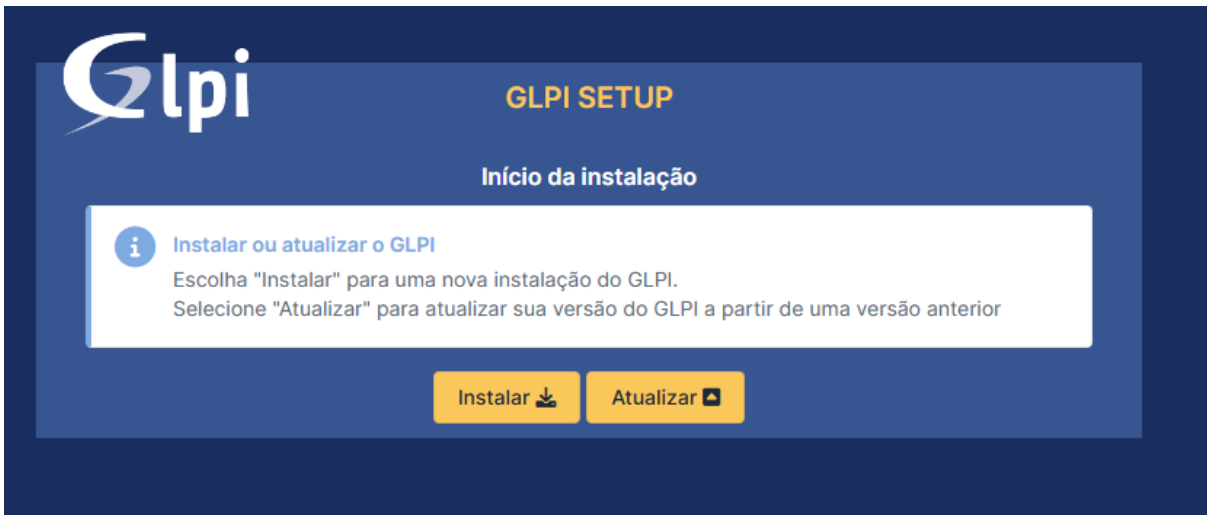 Glpi
GLPI SETUP
Início da instalação
Instalar ou atualizar o GLPI
Escolha "Instalar" para uma nova instalação do GLPI.
Selecione "Atualizar" para atualizar sua versão do GLPI a partir de uma versão anterior
Instalar
Atualizar